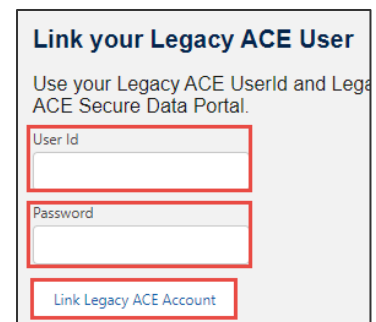 Link your Legacy ACE User
Use your Legacy ACE UserId and Lega
ACE Secure Data Portal.
User Id
Password
Link Legacy ACE Account